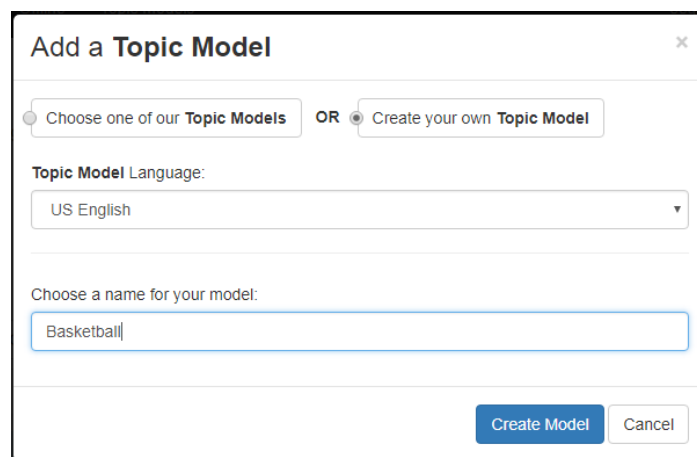 Add a Topic Model
×
Choose one of our Topic Models OR Create your own Topic Model
Topic Model Language:
US English
Choose a name for your model:
Basketball
Create Model Cancel